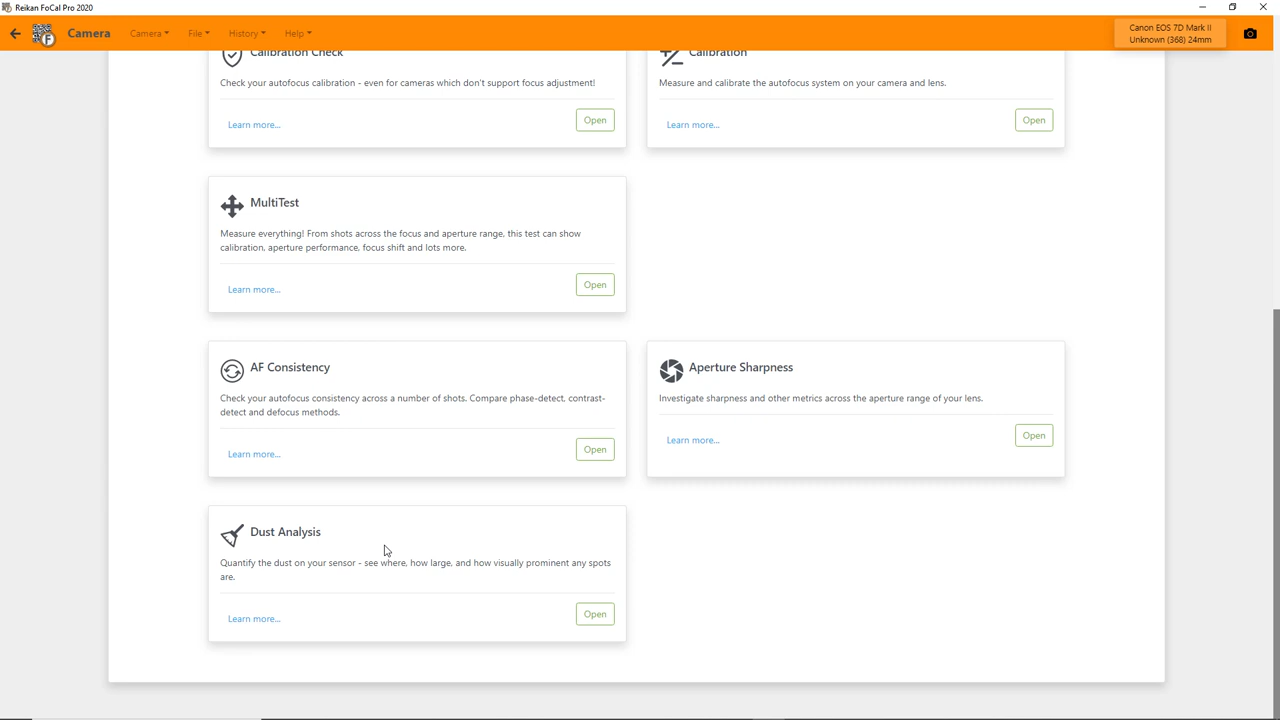 Reikan FoCal Pro 2020
Camera
Camera
File
History
Help
Canon EOS 7D Mark II
Unknown (368) 24mm
Calibration Check
Check your autofocus calibration - even for cameras which don't support focus adjustment!
Learn more...
Open
Calibration
Measure and calibrate the autofocus system on your camera and lens.
Learn more...
Open
MultiTest
Measure everything! From shots across the focus and aperture range, this test can show
calibration, aperture performance, focus shift and lots more.
Learn more...
Open
AF Consistency
Check your autofocus consistency across a number of shots. Compare phase-detect, contrast-
detect and defocus methods.
Learn more...
Open
Aperture Sharpness
Investigate sharpness and other metrics across the aperture range of your lens.
Learn more...
Open
Dust Analysis
Quantify the dust on your sensor - see where, how large, and how visually prominent any spots
are.
Learn more...
Open